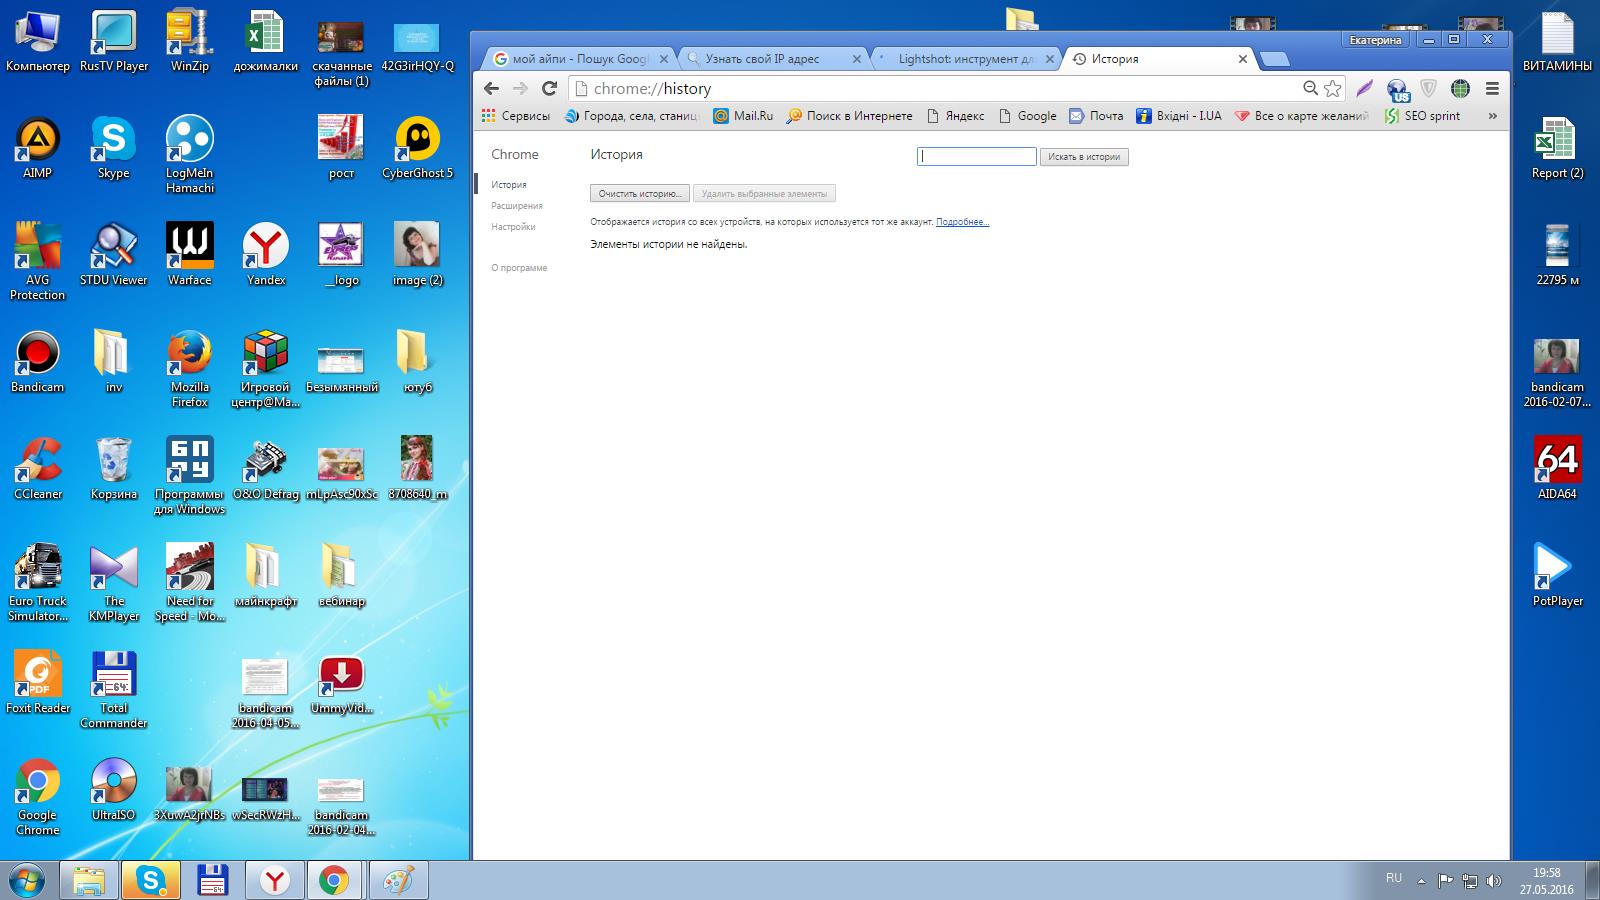 Компьютер
RusTV Player
WinZip
дожималки
скачанные
файлы (1)
42G3irHQY-Q
AIMP
Skype
LogMeIn
Hamachi
рост
CyberGhost 5
AVG
Protection
STDU Viewer
Warface
Yandex
__logo
image (2)
Bandicam
inv
Mozilla
Firefox
Игровой
центр@Ma...
Безымянный
ютуб
CCleaner
Корзина
Программы
для Windows
O&O Defrag
mLpAsc90xSc
8708640_m
Euro Truck
Simulator...
The
KMPlayer
Need for
Speed - Mo...
майнкрафт
вебинар
Foxit Reader
Total
Commander
bandicam
2016-04-05...
UmmyVid...
Google
Chrome
UltraISO
3XuwA2jrNBs
wSecRWzH...
bandicam
2016-02-04...
Екатерина
мой айпи - Пошук Goog
Узнать свой IP адрес
Lightshot: инструмент дл
История
chrome://history
US
Сервисы
Города, села, станиц
Mail.Ru
Поиск в Интернете
Яндекс
Google
Почта
Вхідні - I.UA
Все о карте желаний
SEO sprint
»
Chrome
История
Расширения
Настройки
О программе
История
Искать в истории
Очистить историю...
Удалить выбранные элементы
Отображается история со всех устройств, на которых используется тот же аккаунт. Подробнее...
Элементы истории не найдены.
ВИТАМИНЫ
Report (2)
22795 м
bandicam
2016-02-07...
64
AIDA64
PotPlayer
RU
19:58
27.05.2016